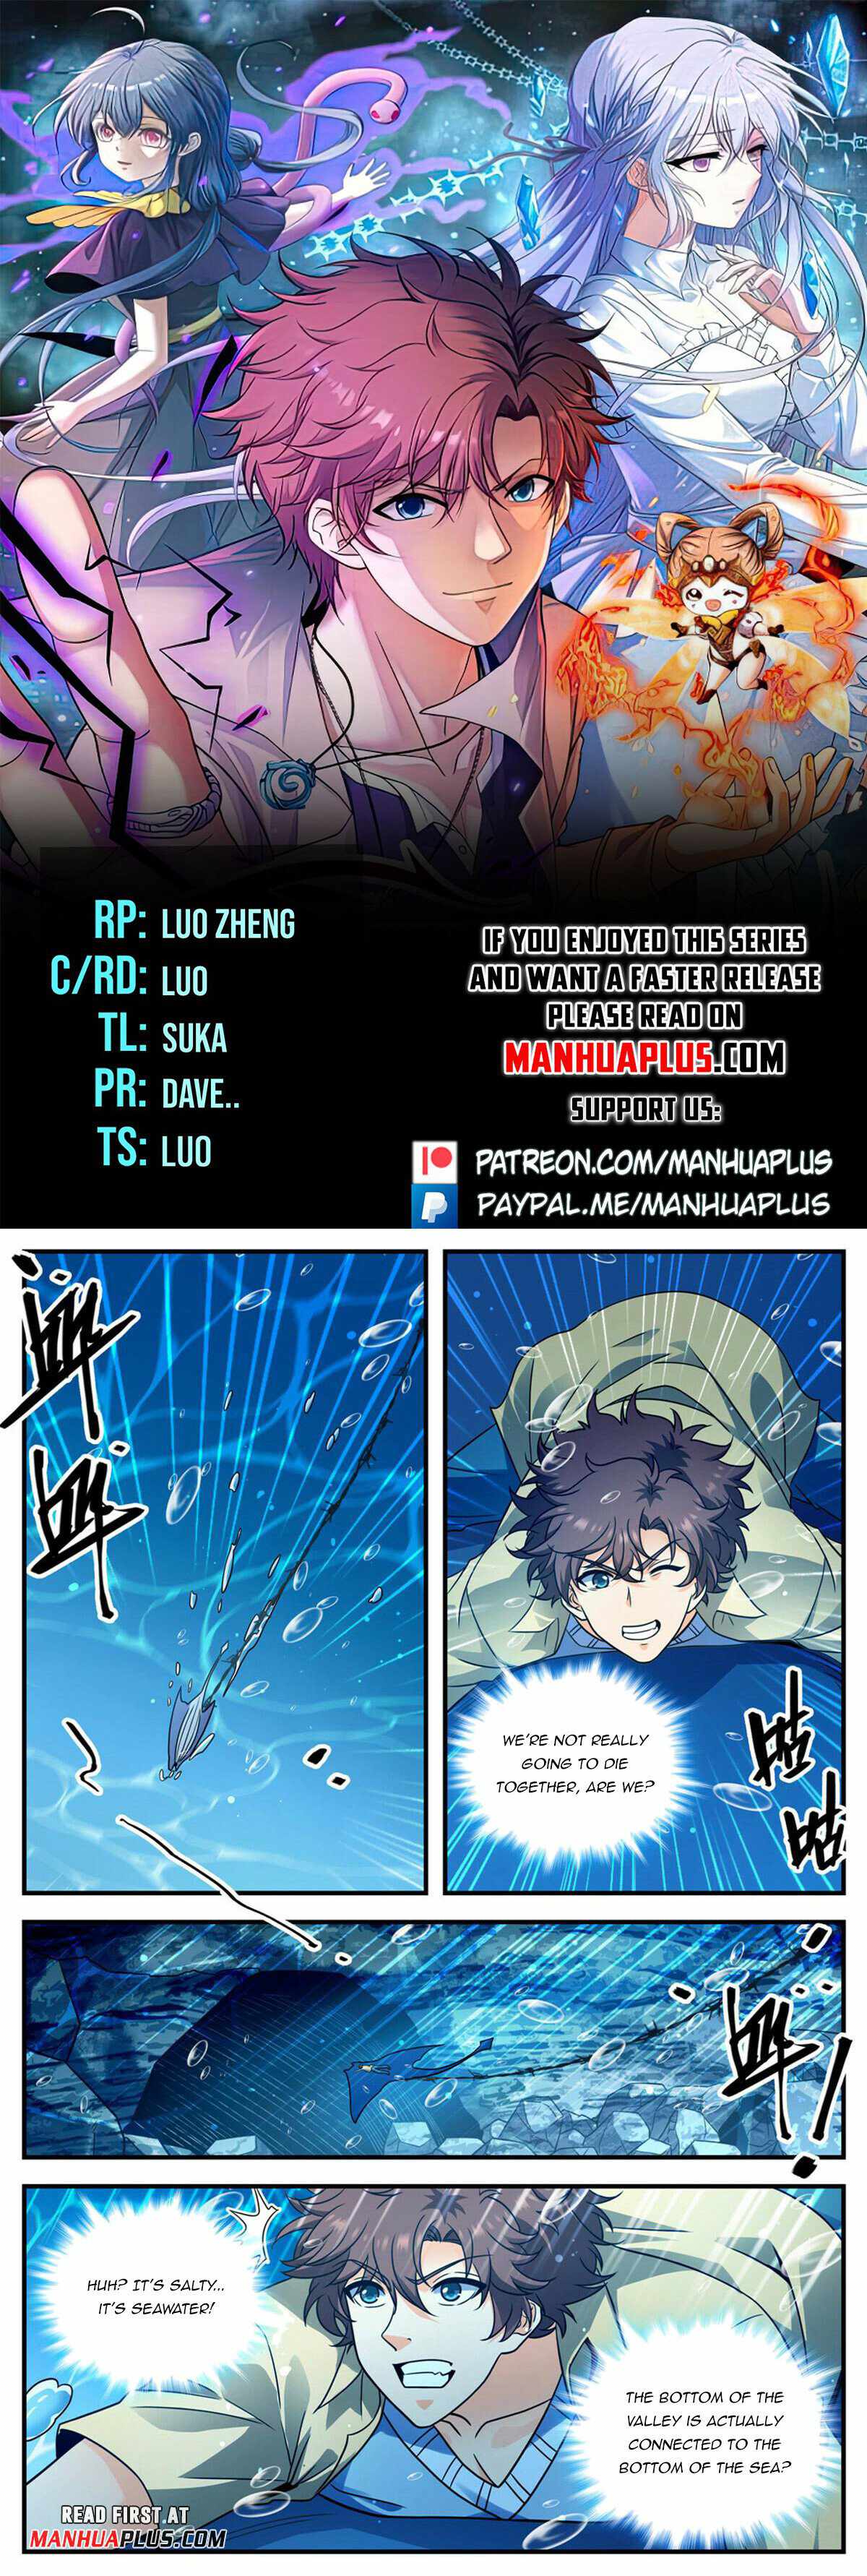 RP: LUO ZHENG
C/RD: LUO
TL: SUKA
PR: DAVE..
TS: LUO
IF YOU ENJOYED THIS SERIES
AND WANT A FASTER RELEASE
PLEASE READ ON
MANHUAPLUS.COM
SUPPORT US:
PATREON.COM/MANHUAPLUS
PAYPAL.ME/MANHUAPLUS
WE'RE NOT REALLY
GOING TO DIE
TOGETHER, ARE WE?
咕
咕
HUH? IT'S SALTY...
IT'S SEAWATER!
THE BOTTOM OF THE
VALLEY IS ACTUALLY
CONNECTED TO THE
BOTTOM OF THE SEA?
READ FIRST AT
MANHUAPLUS.COM